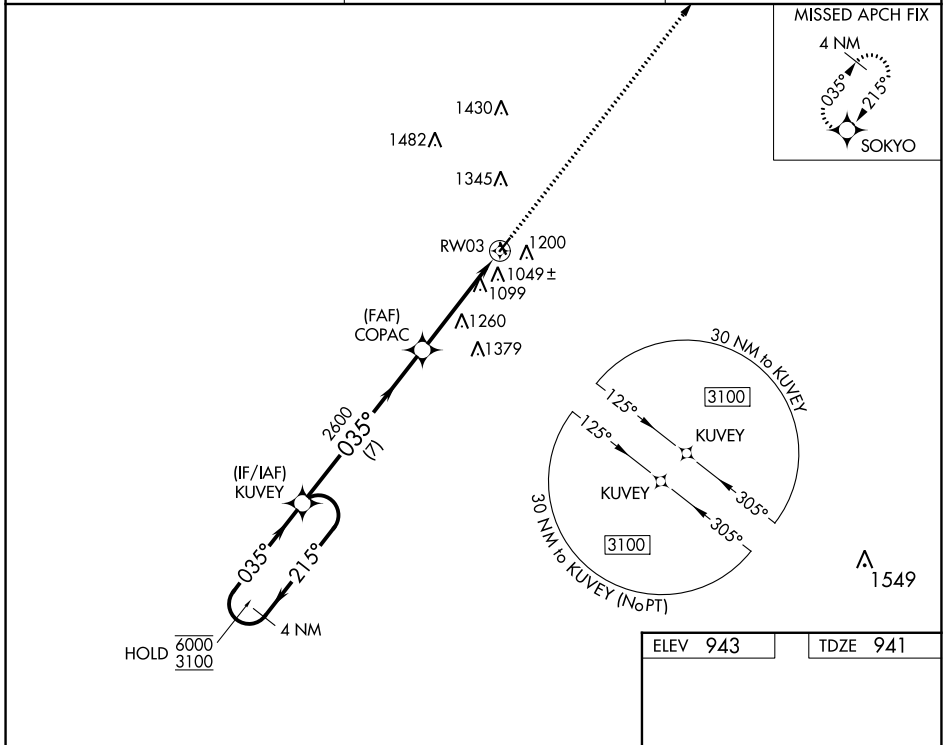 MISSED APCH FIX
4 NM
035°
215°
SOKYO
1430
1482
1345
RW03
1200
1049±
1099
(FAF)
COPAC
1260
1379
30 NM to KUVEY
3100
125°
KUVEY
305°
2600
035°
(7)
(IF/IAF)
KUVEY
125°
KUVEY
305°
3100
30 NM to KUVEY (NoPT)
035°
215°
4 NM
HOLD 6000
3100
1549
ELEV 943
TDZE 941